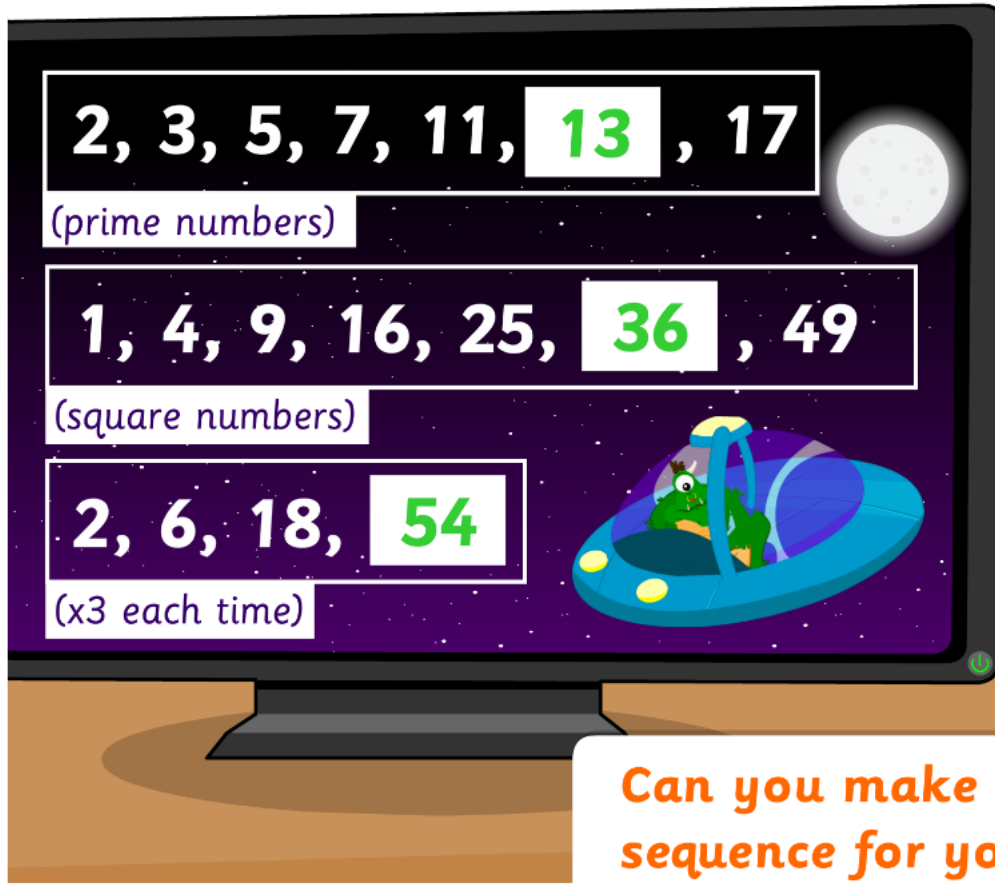 2, 3, 5, 7, 11, 13 , 17
(prime numbers)
1, 4, 9, 16, 25, 36 , 49
(square numbers)
2, 6, 18, 54
(x3 each time)
Can you make
sequence for yo